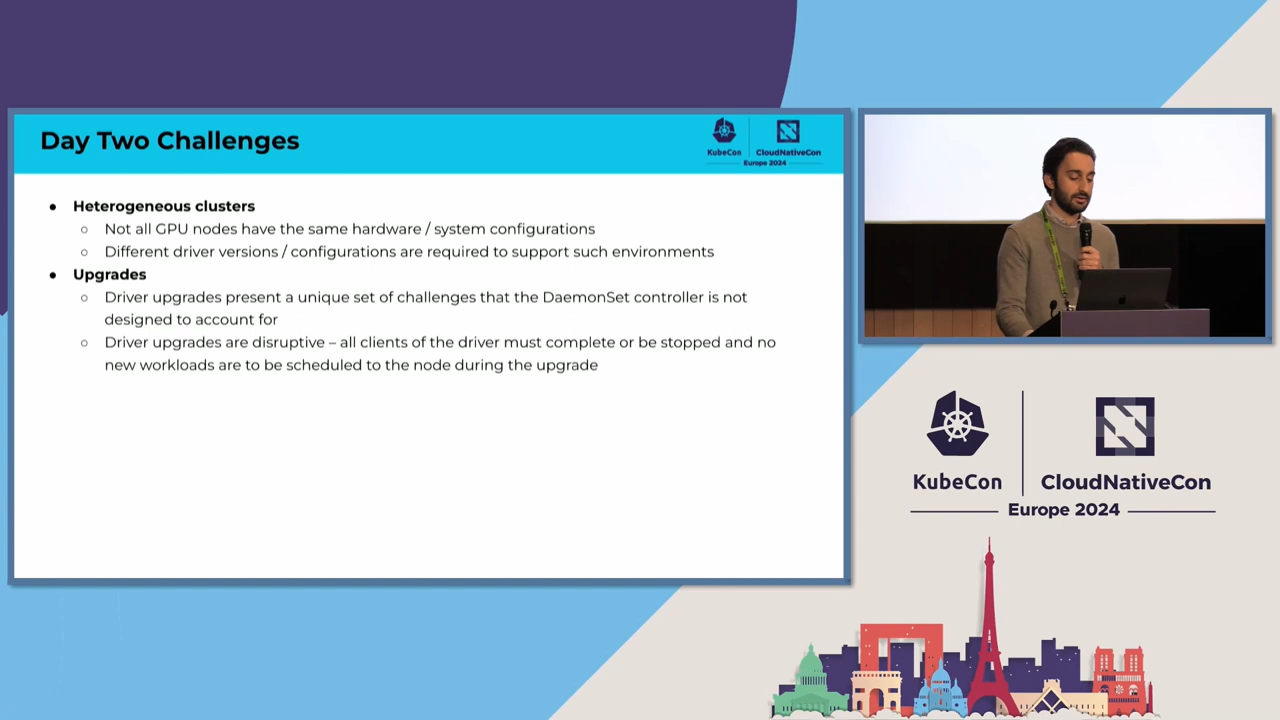 Day Two Challenges
KubeCon
CloudNativeCon
Europe 2024
● Heterogeneous clusters
○ Not all GPU nodes have the same hardware / system configurations
○ Different driver versions / configurations are required to support such environments
● Upgrades
○ Driver upgrades present a unique set of challenges that the DaemonSet controller is not
designed to account for
○ Driver upgrades are disruptive – all clients of the driver must complete or be stopped and no
new workloads are to be scheduled to the node during the upgrade
KubeCon
CloudNativeCon
Europe 2024